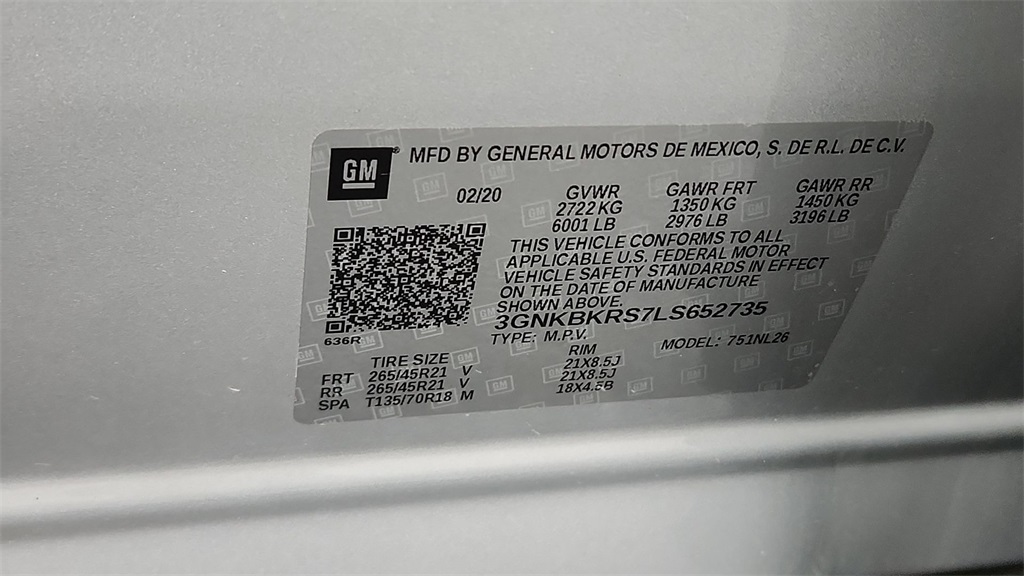 GM® MFD BY GENERAL MOTORS DE MEXICO, S. DE R.L. DE C.V.
02/20 GVWR GAWR FRT GAWR RR
2722 KG 1350 KG 1450 KG
6001 LB 2976 LB 3196 LB
THIS VEHICLE CONFORMS TO ALL
APPLICABLE U.S. FEDERAL MOTOR
VEHICLE SAFETY STANDARDS IN EFFECT
ON THE DATE OF MANUFACTURE
SHOWN ABOVE.
3GNKBKRS7LS652735
636R TYPE: M.P.V. MODEL: 751NL26
TIRE SIZE RIM
FRT 265/45R21 V 21X8.5J
RR 265/45R21 V 21X8.5J
SPA T135/70R18 M 18X4.5B